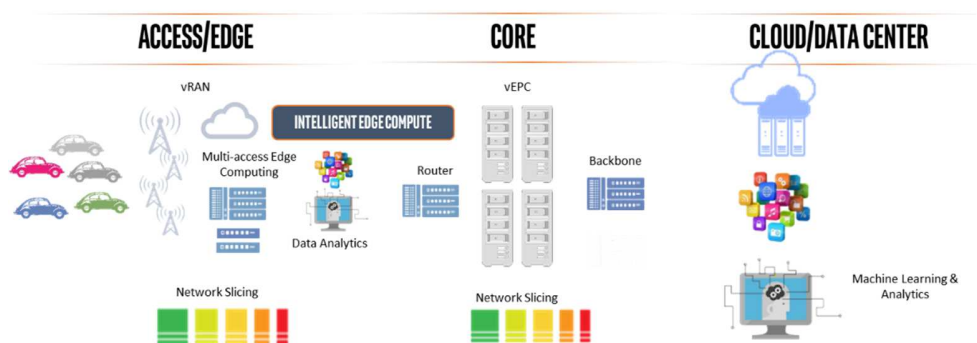 ACCESS/EDGE
CORE
CLOUD/DATA CENTER
vRAN
vEPC
INTELLIGENT EDGE COMPUTE
Multi-access Edge
Computing
Router
Backbone
Data Analytics
Machine Learning &
Analytics
Network Slicing
Network Slicing